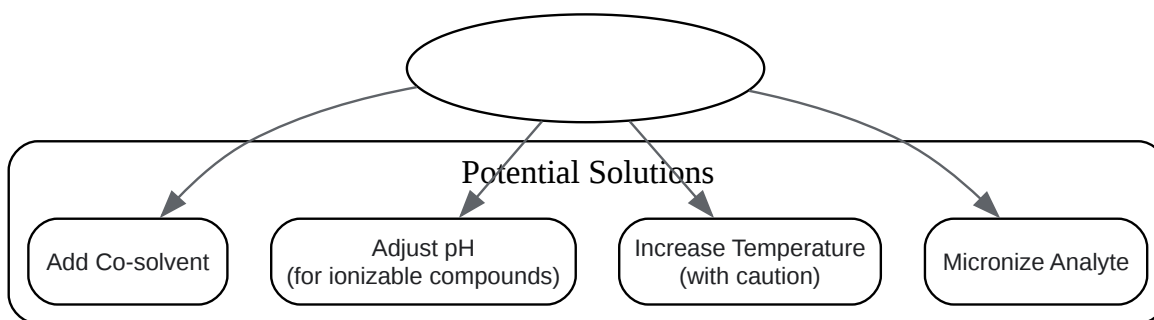 Potential Solutions
Add Co-solvent
Adjust pH
(for ionizable compounds)
Increase Temperature
(with caution)
Micronize Analyte